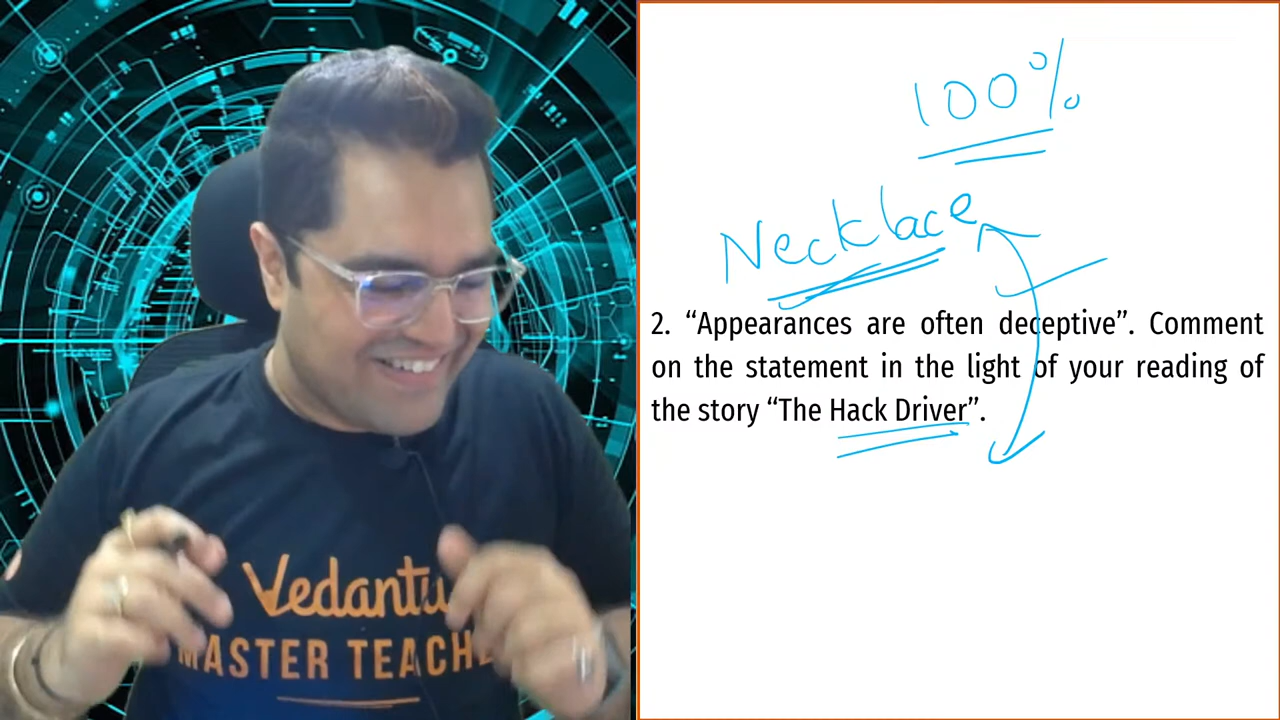 100%
Necklace
2. “Appearances are often deceptive”. Comment
on the statement in the light of your reading of
the story “The Hack Driver”.
Vedantu
MASTER TEACHE